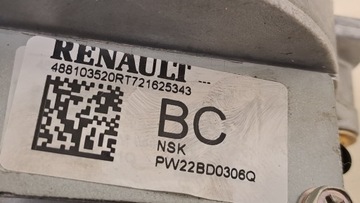 RENAULT ---
488103520RT721625343
BC
NSK
PW22BD0306Q